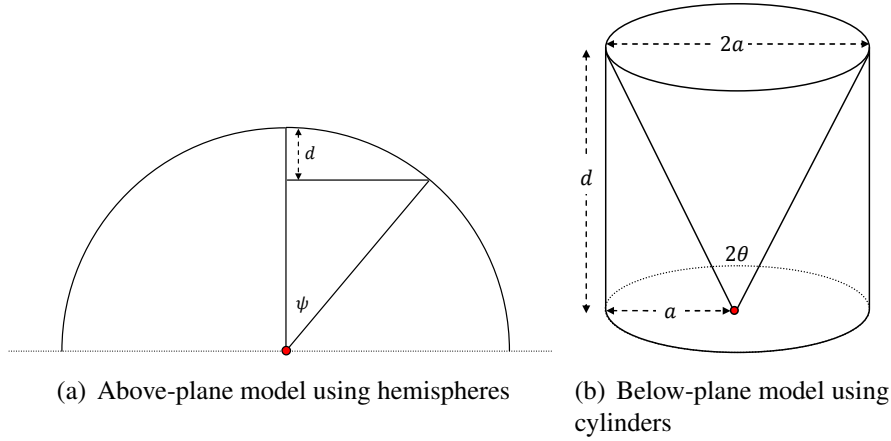 d
ψ
(a) Above-plane model using hemispheres
2a
d
2θ
a
(b) Below-plane model using
cylinders